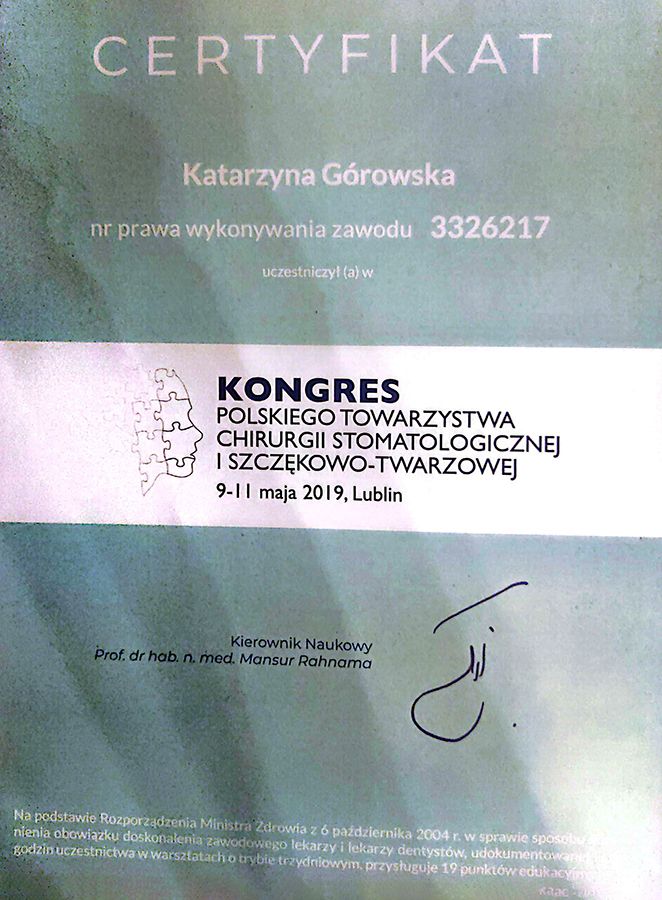 CERTYFIKAT
Katarzyna Górowska
nr prawa wykonywania zawodu 3326217
uczestniczył (a) w
KONGRES
POLSKIEGO TOWARZYSTWA
CHIRURGII STOMATOLOGICZNEJ
I SZCZĘKOWO-TWARZOWEJ
9-11 maja 2019, Lublin
Kierownik Naukowy
Prof. dr hab. n. med. Mansur Rahnama
Na podstawie Rozporządzenia Ministra Zdrowia z 6 października 2004 r. w sprawie sposobu
nienia obowiązku doskonalenia zawodowego lekarzy i lekarzy dentystów, udokumentowane
godzin uczestnictwa w warsztatach o trybie trzydniowym, przysługuje 19 punktów